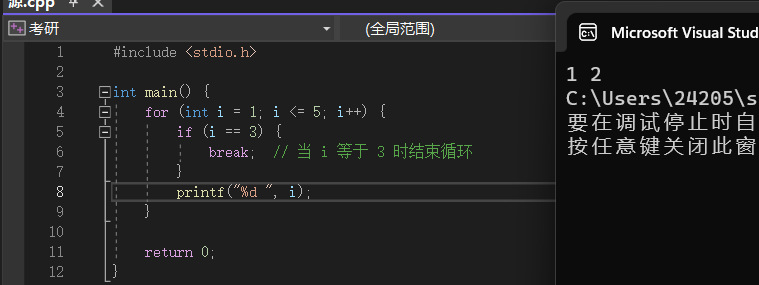 源.cpp
考研
(全局范围)
1 #include <stdio.h>
2
3 int main() {
4 for (int i = 1; i <= 5; i++) {
5 if (i == 3) {
6 break; // 当 i 等于 3 时结束循环
7 }
8 printf("%d ", i);
9 }
10
11 return 0;
12 }
Microsoft Visual Stud
1 2
C:\Users\24205\s
要在调试停止时自
按任意键关闭此窗